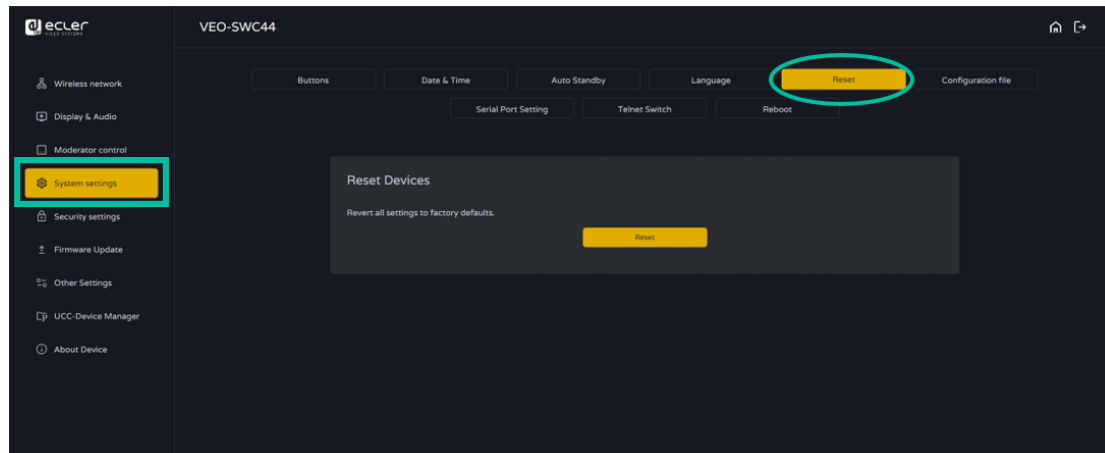 ecler
VIDEO SYSTEMS
VEO-SWC44
Wireless network
Display & Audio
Moderator control
System settings
Security settings
Firmware Update
Other Settings
UCC-Device Manager
About Device
Buttons
Date & Time
Auto Standby
Language
Reset
Configuration file
Serial Port Setting
Telnet Switch
Reboot
Reset Devices
Revert all settings to factory defaults.
Reset